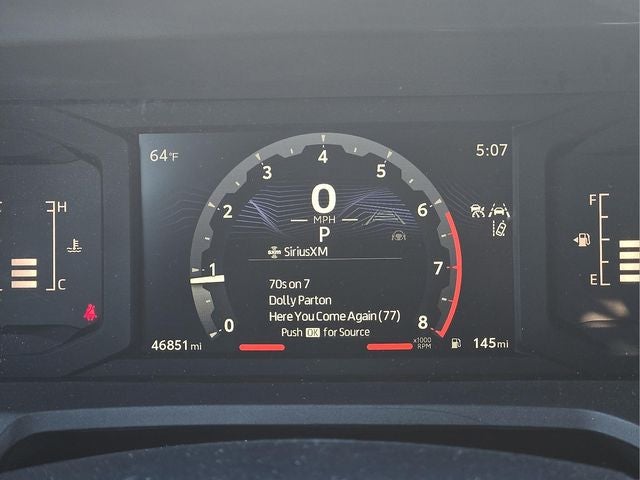 64°F
5:07
0 1 2 3 4 5 6 7 8
0
MPH
P
sxm SiriusXM
70s on 7
Dolly Parton
Here You Come Again (77)
Push OK for Source
x1000
RPM
46851 mi
145 mi
H
C
F
E